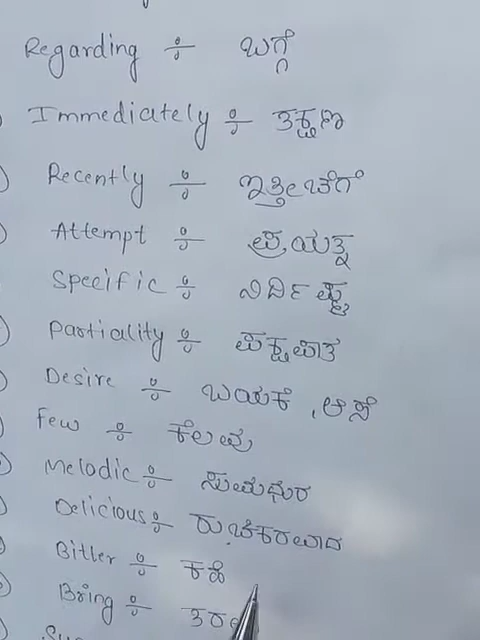 Regarding ÷ ಬಗ್ಗೆ
Immediately ÷ ತಕ್ಷಣ
Recently ÷ ಇತ್ತೀಚೆಗೆ
Attempt ÷ ಪ್ರಯತ್ನ
Specific ÷ ನಿರ್ದಿಷ್ಟ
Partiality ÷ ಪಕ್ಷಪಾತ
Desire ÷ ಬಯಕೆ, ಆಸೆ
Few ÷ ಕೆಲವು
Melodic ÷ ಸುಮಧುರ
Delicious ÷ ರುಚಿಕರವಾದ
Bitter ÷ ಕಹಿ
Bring ÷